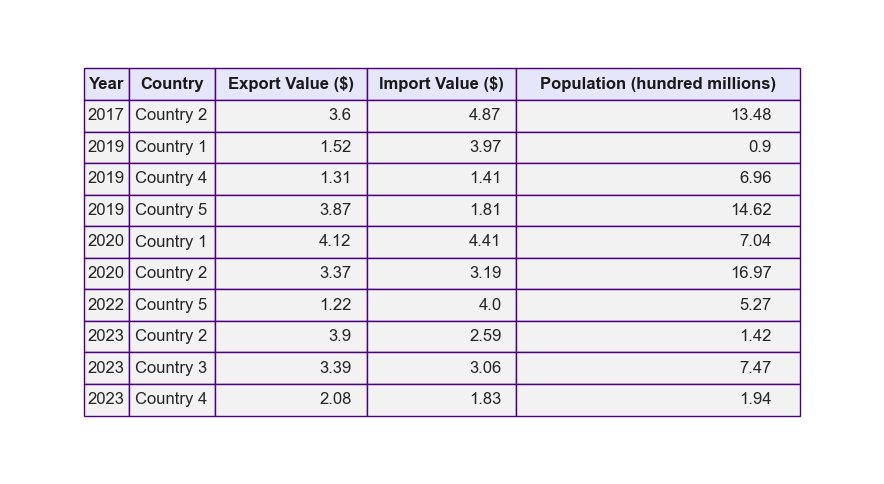 Year Country Export Value ($) Import Value ($) Population (hundred millions)
2017 Country 2 3.6 4.87 13.48
2019 Country 1 1.52 3.97 0.9
2019 Country 4 1.31 1.41 6.96
2019 Country 5 3.87 1.81 14.62
2020 Country 1 4.12 4.41 7.04
2020 Country 2 3.37 3.19 16.97
2022 Country 5 1.22 4.0 5.27
2023 Country 2 3.9 2.59 1.42
2023 Country 3 3.39 3.06 7.47
2023 Country 4 2.08 1.83 1.94